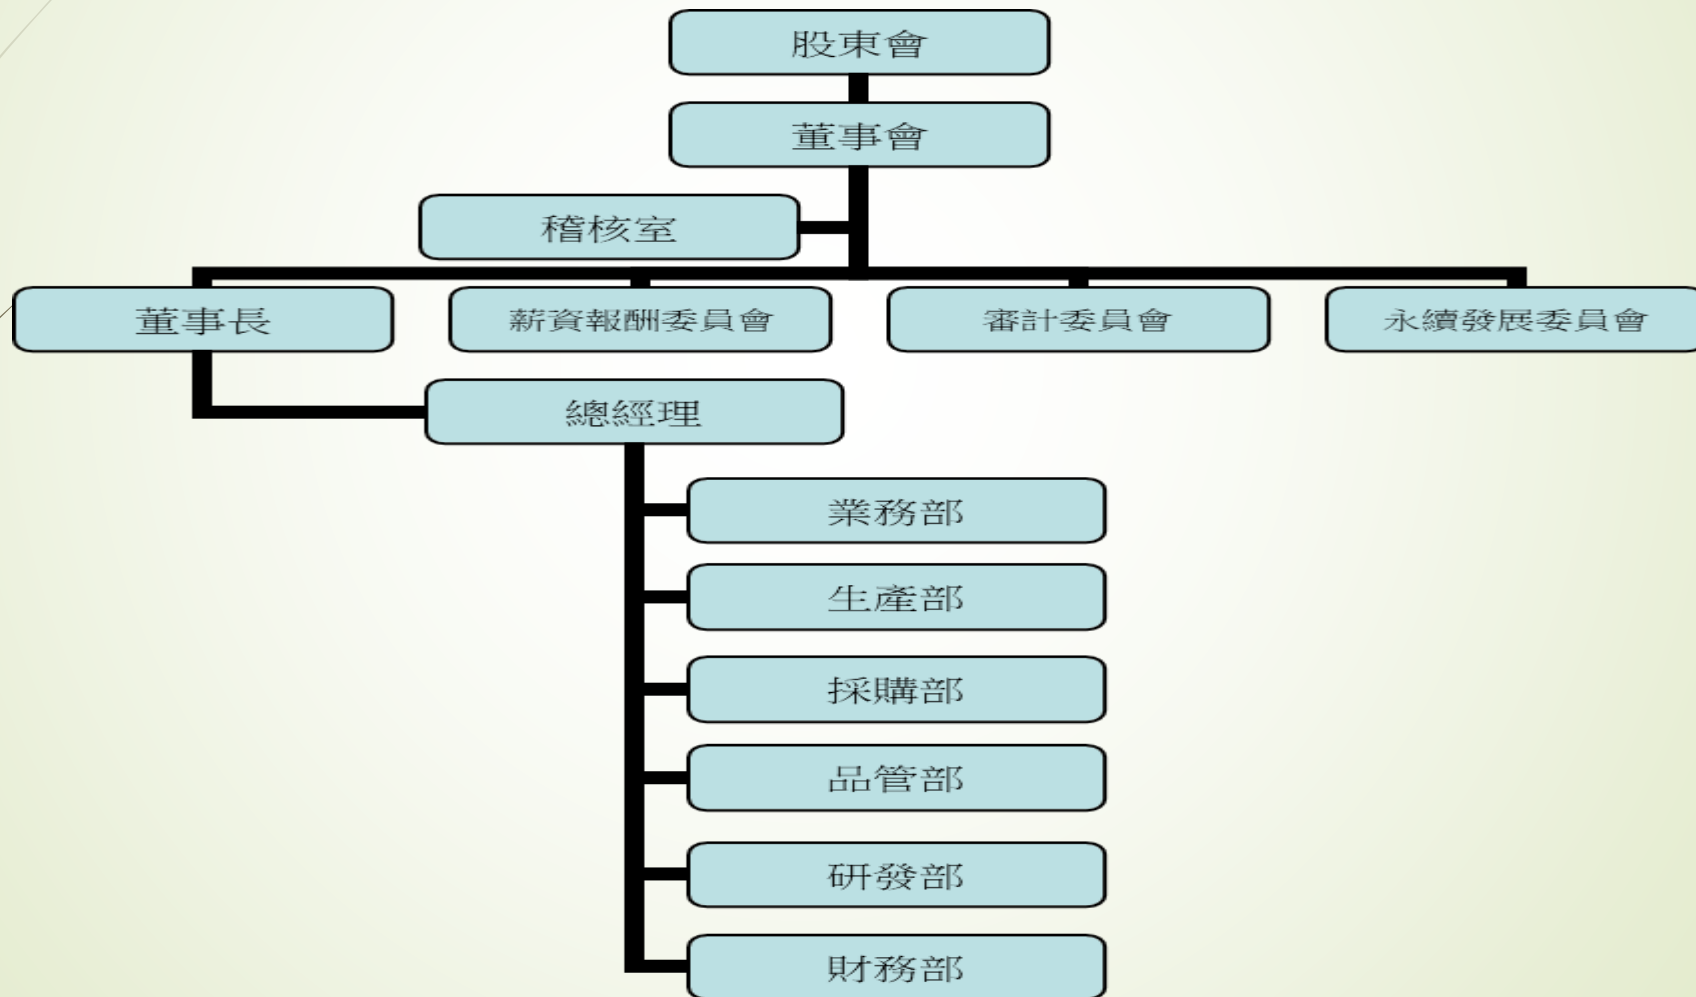 股東會
董事會
稽核室
董事長
薪資報酬委員會
審計委員會
永續發展委員會
總經理
業務部
生產部
採購部
品管部
研發部
財務部